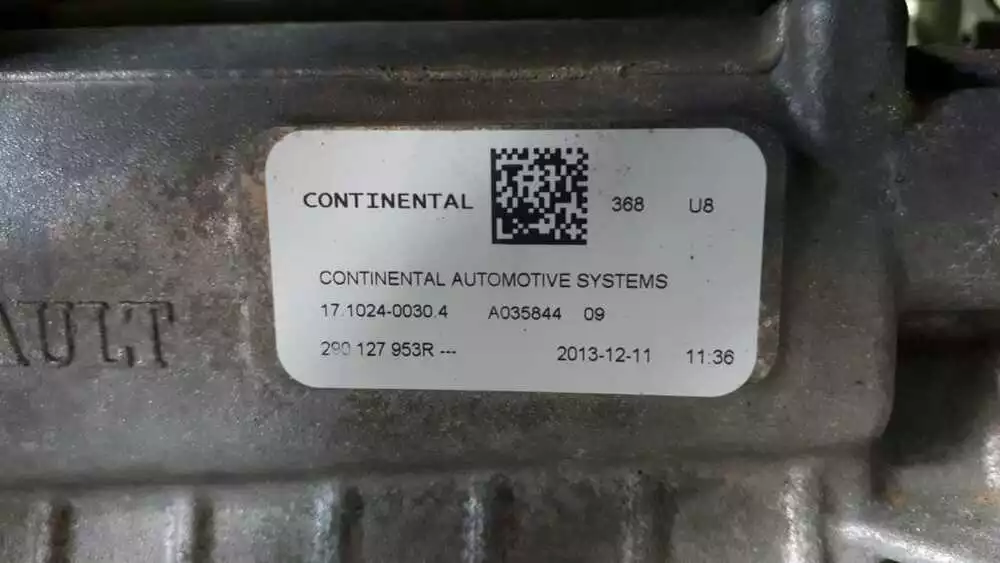 CONTINENTAL 368 U8
CONTINENTAL AUTOMOTIVE SYSTEMS
17.1024-0030.4 A035844 09
290 127 953R --- 2013-12-11 11:36
AULT